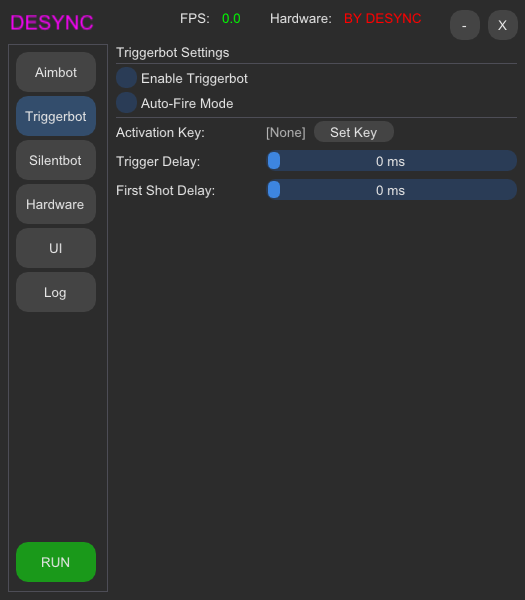 DESYNC FPS: 0.0 Hardware: BY DESYNC - X
Aimbot
Triggerbot
Silentbot
Hardware
UI
Log
RUN
Triggerbot Settings
Enable Triggerbot
Auto-Fire Mode
Activation Key: [None] Set Key
Trigger Delay: 0 ms
First Shot Delay: 0 ms